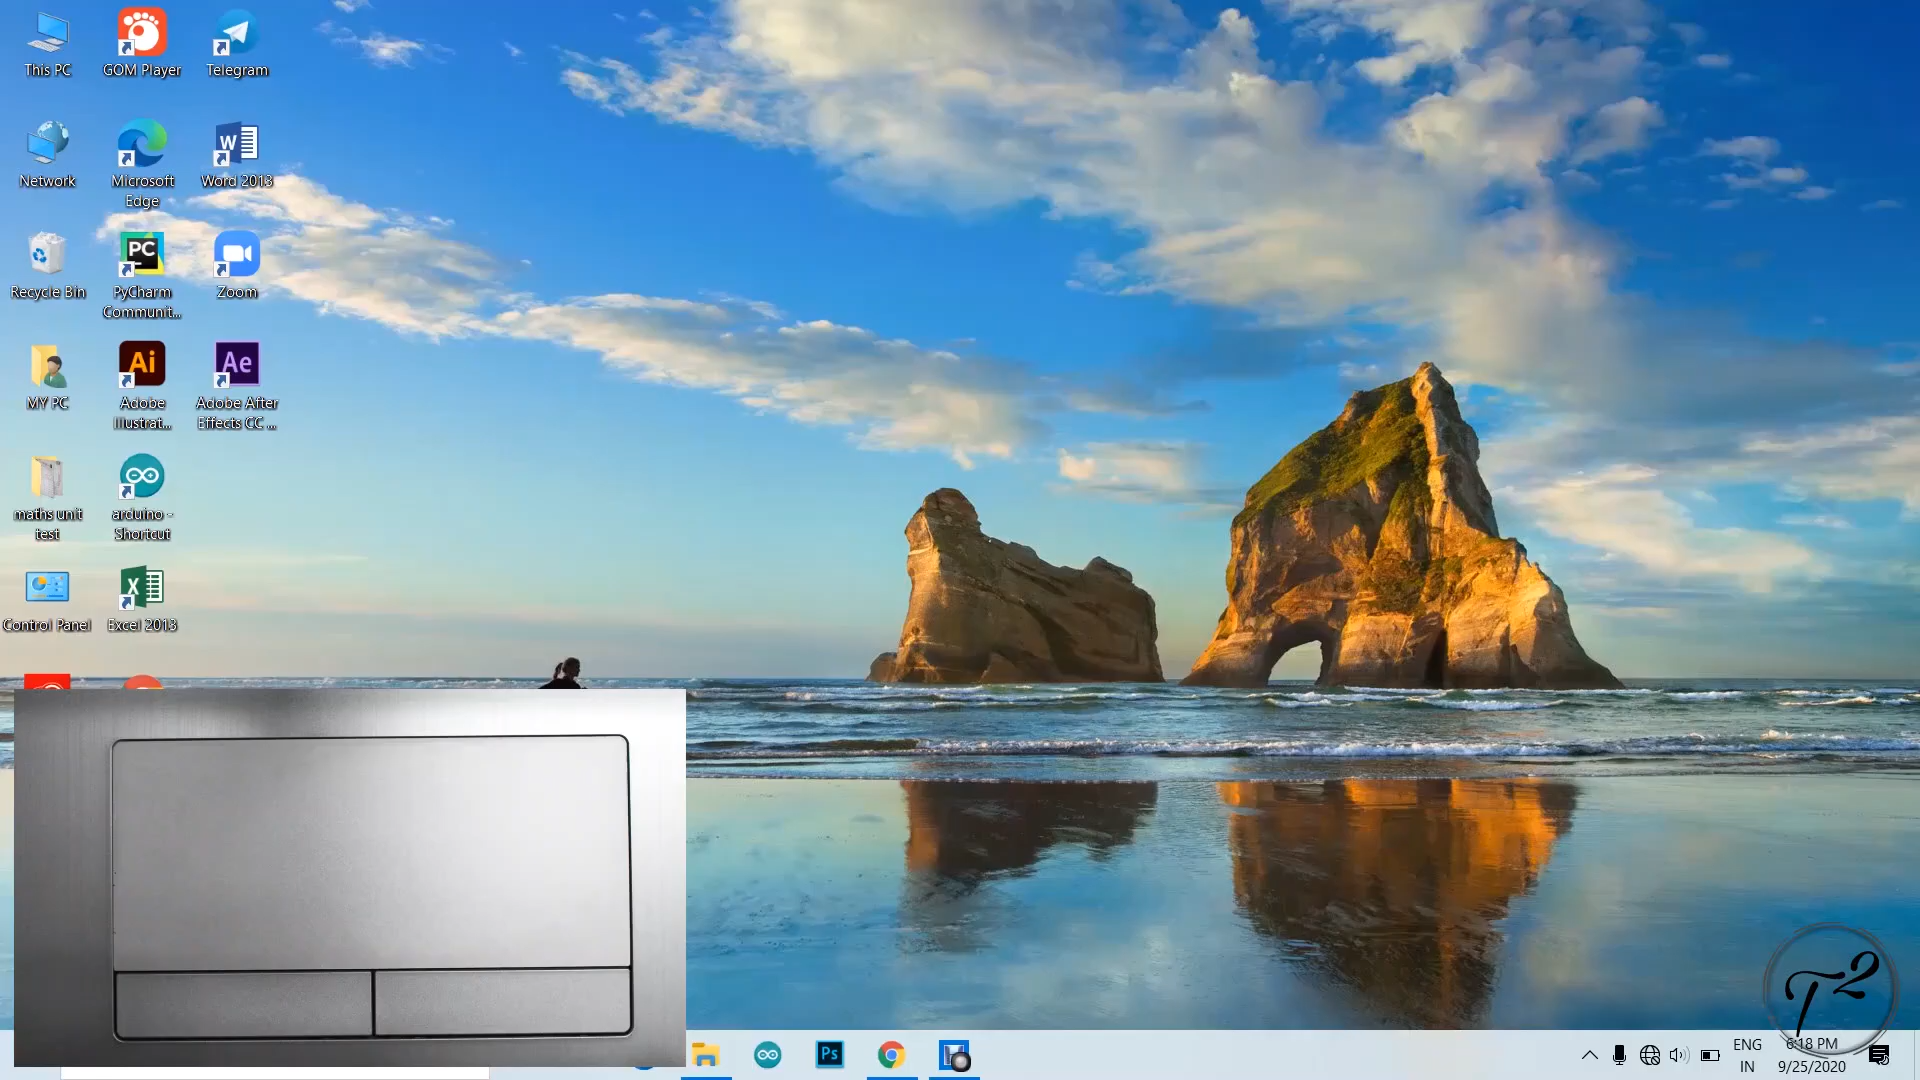 This PC
GOM Player
Telegram
Network
Microsoft
Edge
W
Word 2013
Recycle Bin
PC
PyCharm
Communit...
Zoom
MY PC
Ai
Adobe
Illustrat...
Ae
Adobe After
Effects CC ...
maths unit
test
arduino -
Shortcut
Control Panel
X
Excel 2013
Ps
T2
ENG
IN
6:18 PM
9/25/2020